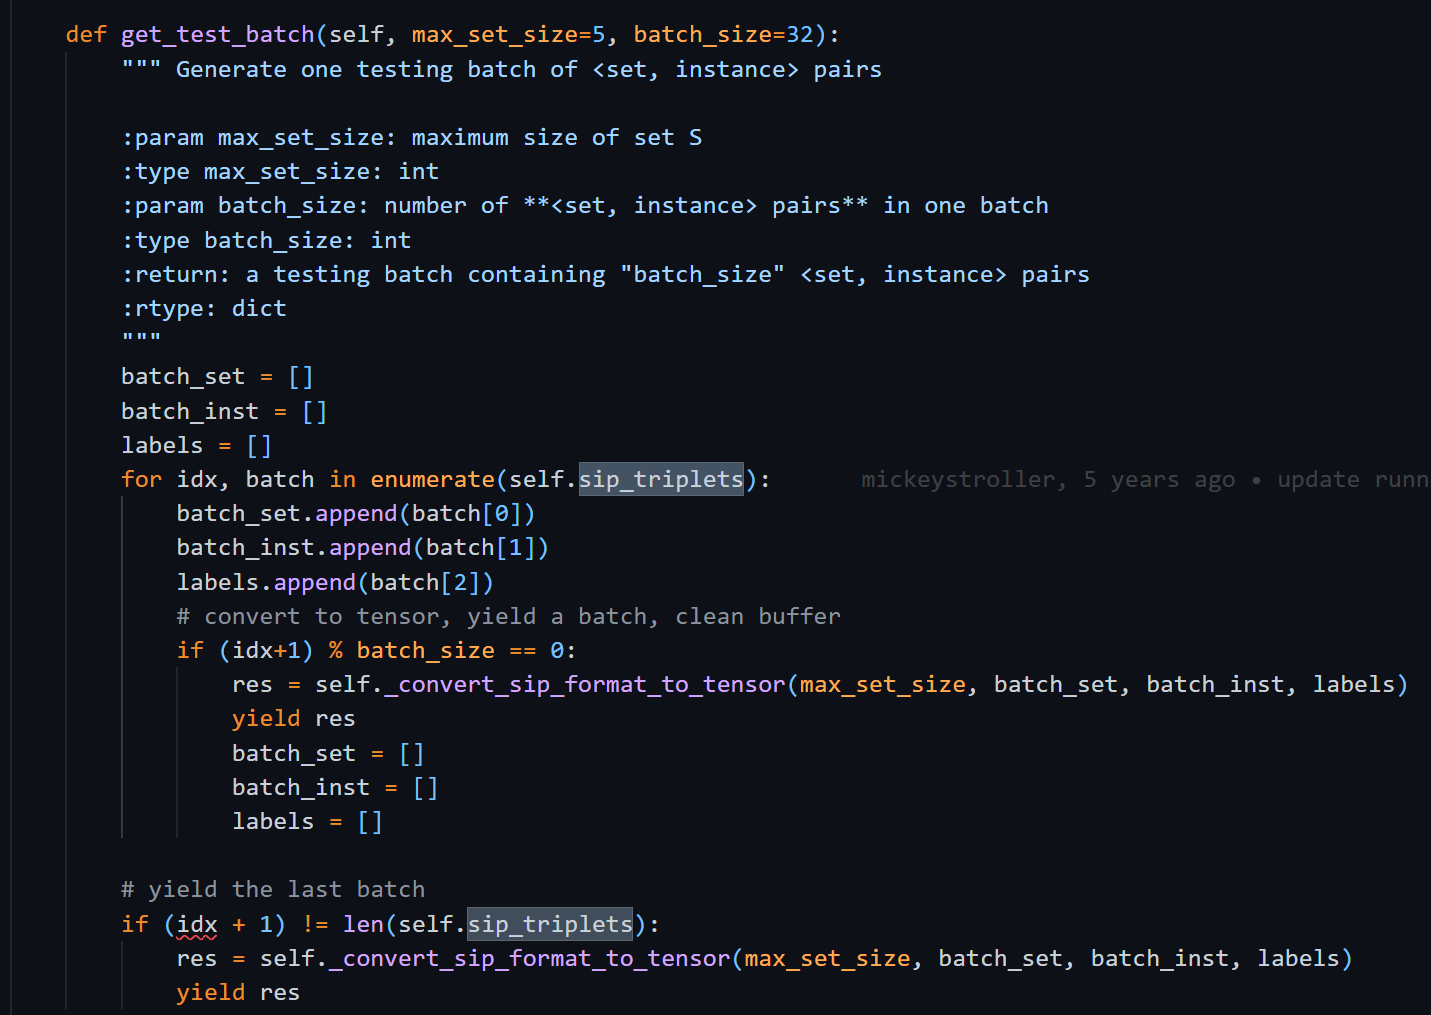 def get_test_batch(self, max_set_size=5, batch_size=32):
""" Generate one testing batch of <set, instance> pairs
:param max_set_size: maximum size of set S
:type max_set_size: int
:param batch_size: number of **<set, instance> pairs** in one batch
:type batch_size: int
:return: a testing batch containing "batch_size" <set, instance> pairs
:rtype: dict
"""
batch_set = []
batch_inst = []
labels = []
for idx, batch in enumerate(self.sip_triplets): mickeystroller, 5 years ago • update runn
batch_set.append(batch[0])
batch_inst.append(batch[1])
labels.append(batch[2])
# convert to tensor, yield a batch, clean buffer
if (idx+1) % batch_size == 0:
res = self._convert_sip_format_to_tensor(max_set_size, batch_set, batch_inst, labels)
yield res
batch_set = []
batch_inst = []
labels = []
# yield the last batch
if (idx + 1) != len(self.sip_triplets):
res = self._convert_sip_format_to_tensor(max_set_size, batch_set, batch_inst, labels)
yield res